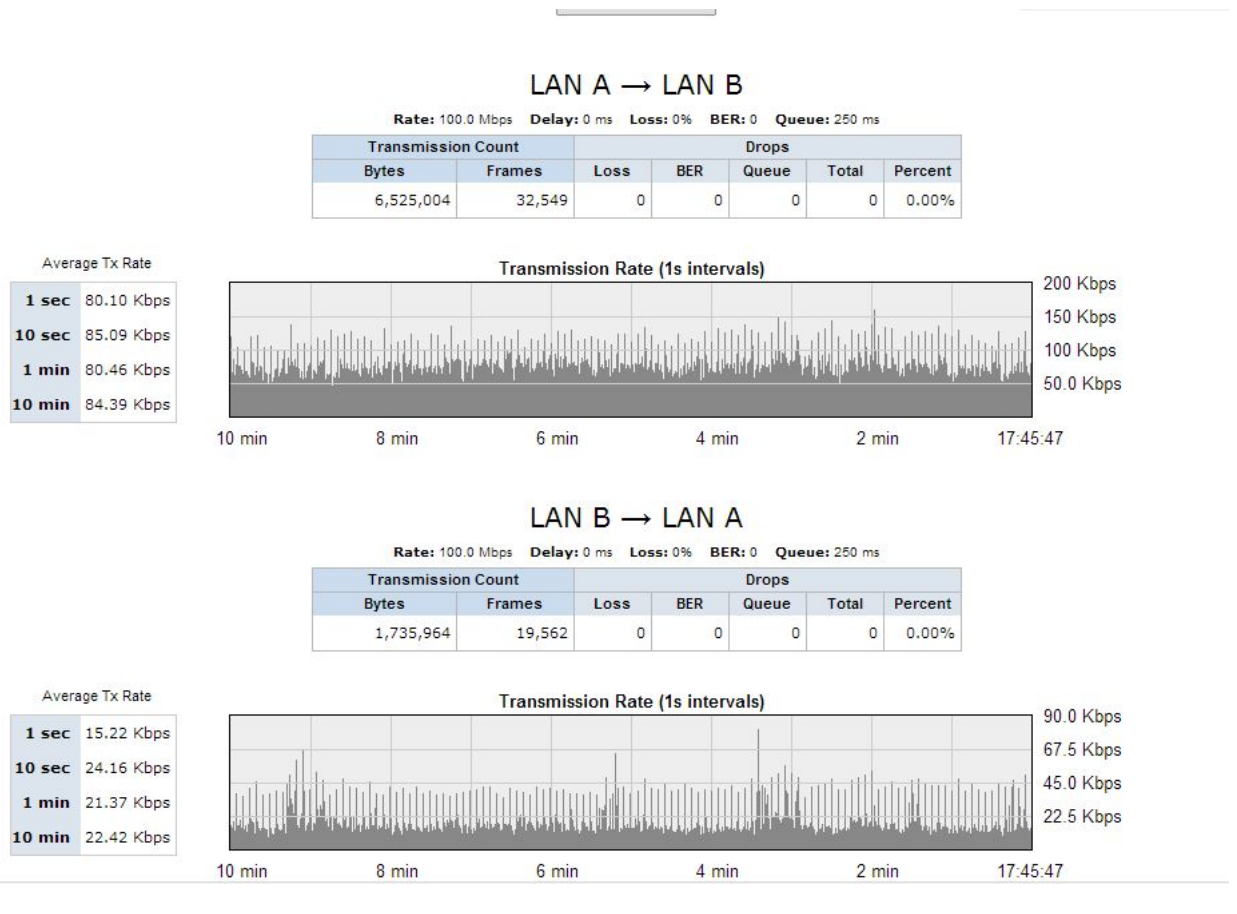 LAN A → LAN B
Rate: 100.0 Mbps Delay: 0 ms Loss: 0% BER: 0 Queue: 250 ms
Transmission Count Drops
Bytes Frames Loss BER Queue Total Percent
6,525,004 32,549 0 0 0 0 0.00%
Average Tx Rate
1 sec 80.10 Kbps
10 sec 85.09 Kbps
1 min 80.46 Kbps
10 min 84.39 Kbps
Transmission Rate (1s intervals)
200 Kbps
150 Kbps
100 Kbps
50.0 Kbps
10 min 8 min 6 min 4 min 2 min 17:45:47
LAN B → LAN A
Rate: 100.0 Mbps Delay: 0 ms Loss: 0% BER: 0 Queue: 250 ms
Transmission Count Drops
Bytes Frames Loss BER Queue Total Percent
1,735,964 19,562 0 0 0 0 0.00%
Average Tx Rate
1 sec 15.22 Kbps
10 sec 24.16 Kbps
1 min 21.37 Kbps
10 min 22.42 Kbps
Transmission Rate (1s intervals)
90.0 Kbps
67.5 Kbps
45.0 Kbps
22.5 Kbps
10 min 8 min 6 min 4 min 2 min 17:45:47